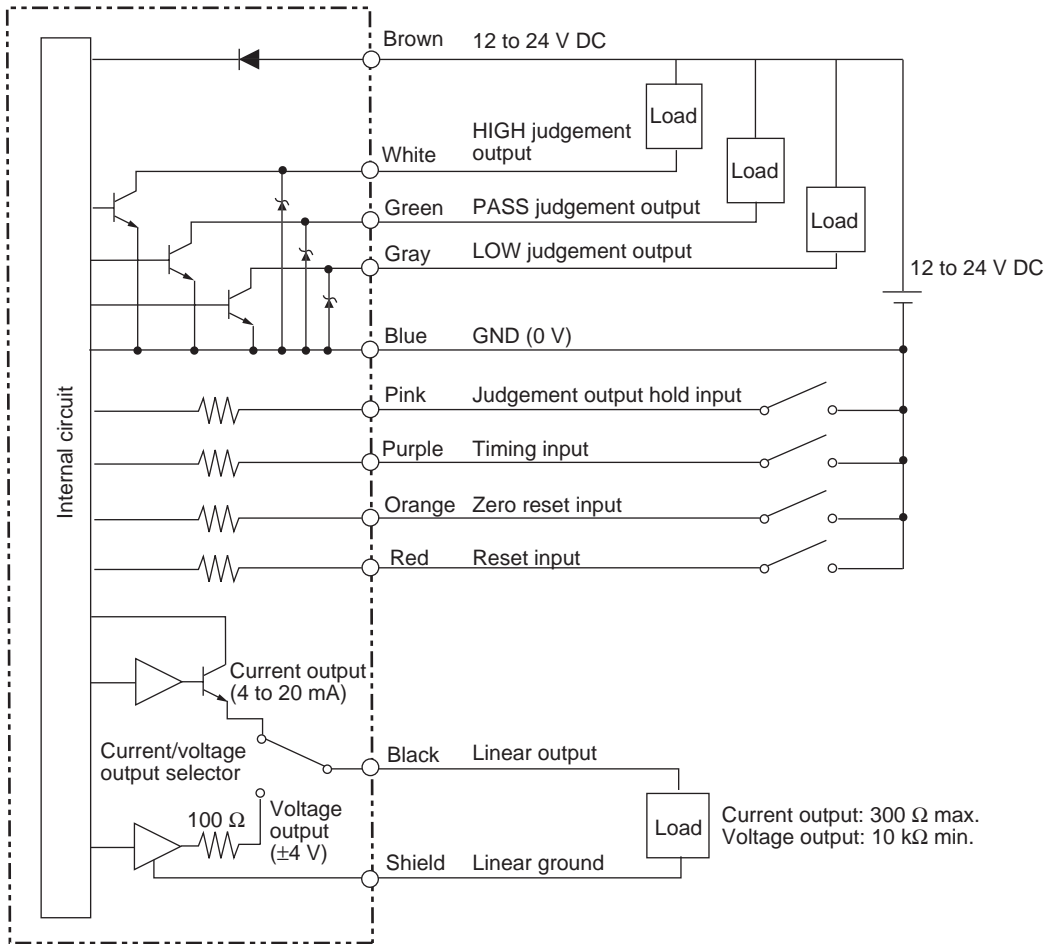 Brown 12 to 24 V DC
Load
HIGH judgement
output
White
Load
Green PASS judgement output
Load
Gray LOW judgement output
12 to 24 V DC
Blue GND (0 V)
Internal circuit
Pink Judgement output hold input
Purple Timing input
Orange Zero reset input
Red Reset input
Current output
(4 to 20 mA)
Current/voltage
output selector
Black Linear output
100 Ω
Voltage
output
(±4 V)
Load
Current output: 300 Ω max.
Voltage output: 10 kΩ min.
Shield Linear ground